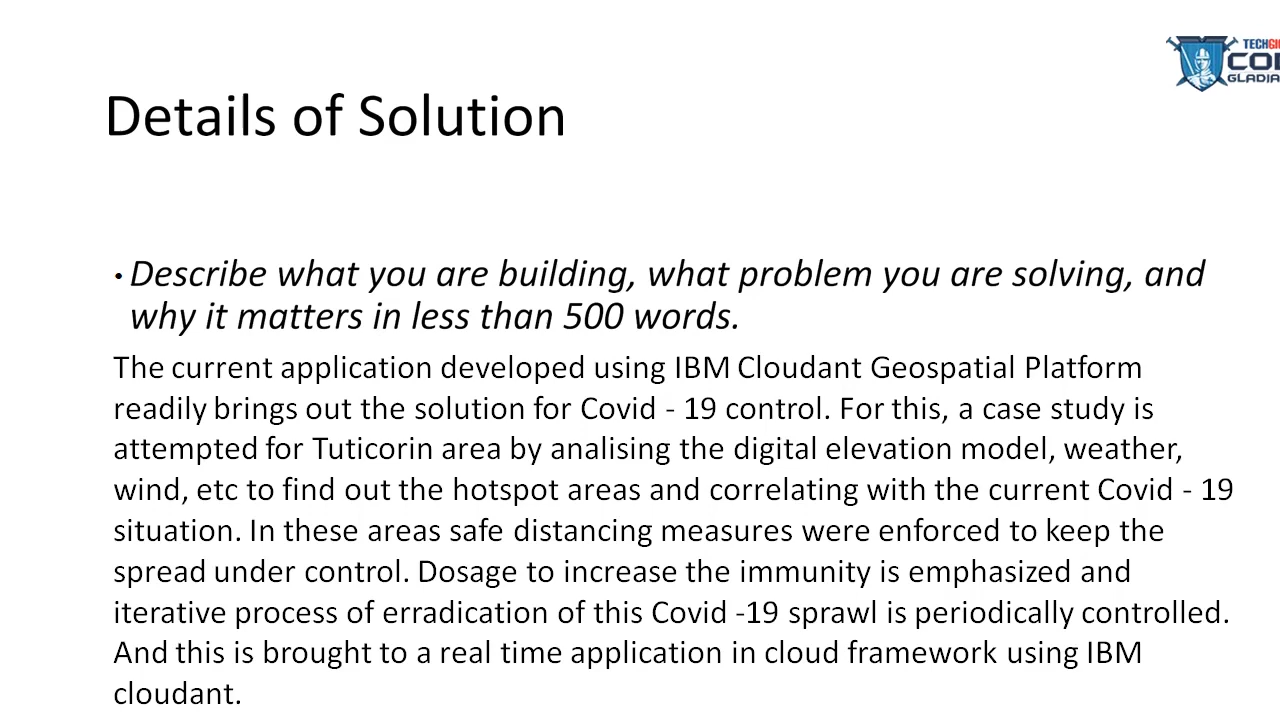 TECHGIG
COD
GLADIA
Details of Solution
• Describe what you are building, what problem you are solving, and
why it matters in less than 500 words.
The current application developed using IBM Cloudant Geospatial Platform
readily brings out the solution for Covid - 19 control. For this, a case study is
attempted for Tuticorin area by analising the digital elevation model, weather,
wind, etc to find out the hotspot areas and correlating with the current Covid - 19
situation. In these areas safe distancing measures were enforced to keep the
spread under control. Dosage to increase the immunity is emphasized and
iterative process of erradication of this Covid -19 sprawl is periodically controlled.
And this is brought to a real time application in cloud framework using IBM
cloudant.